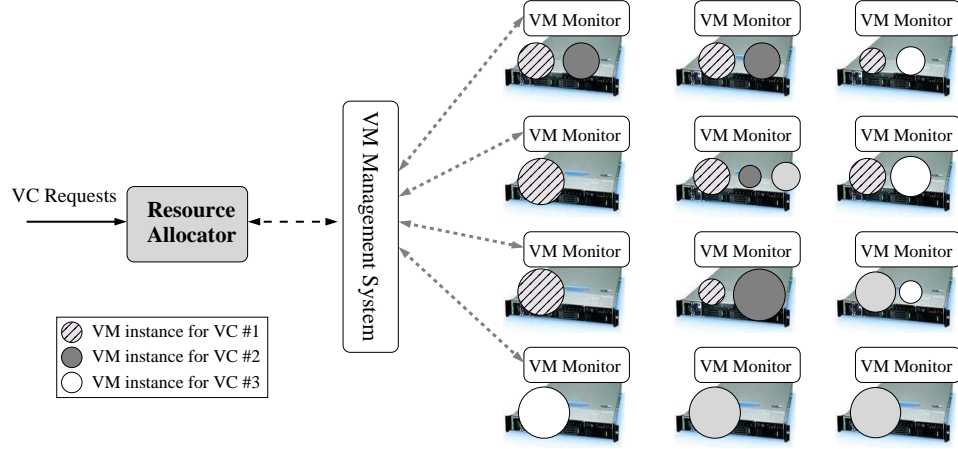 VM Monitor
VM Monitor
VM Monitor
VM Monitor
VM Monitor
VM Monitor
VC Requests
Resource
Allocator
VM Management System
VM Monitor
VM Monitor
VM Monitor
VM instance for VC #1
VM instance for VC #2
VM instance for VC #3
VM Monitor
VM Monitor
VM Monitor